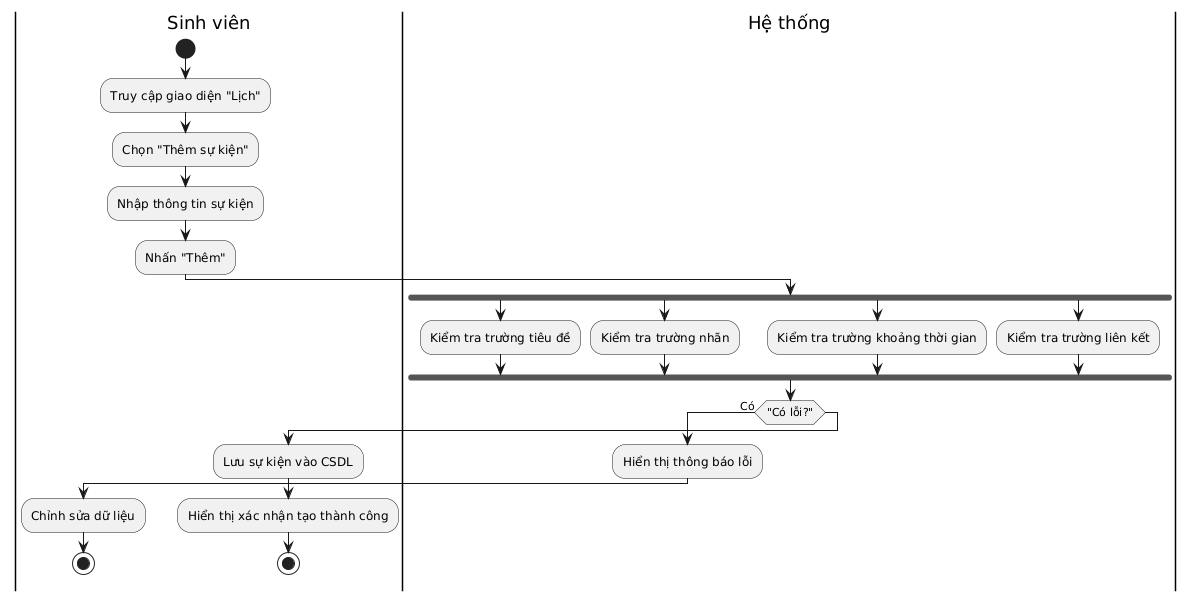 Sinh viên
Hệ thống
Truy cập giao diện "Lịch"
Chọn "Thêm sự kiện"
Nhập thông tin sự kiện
Nhấn "Thêm"
Kiểm tra trường tiêu đề
Kiểm tra trường nhãn
Kiểm tra trường khoảng thời gian
Kiểm tra trường liên kết
Có
"Có lỗi?"
Lưu sự kiện vào CSDL
Hiển thị thông báo lỗi
Chỉnh sửa dữ liệu
Hiển thị xác nhận tạo thành công